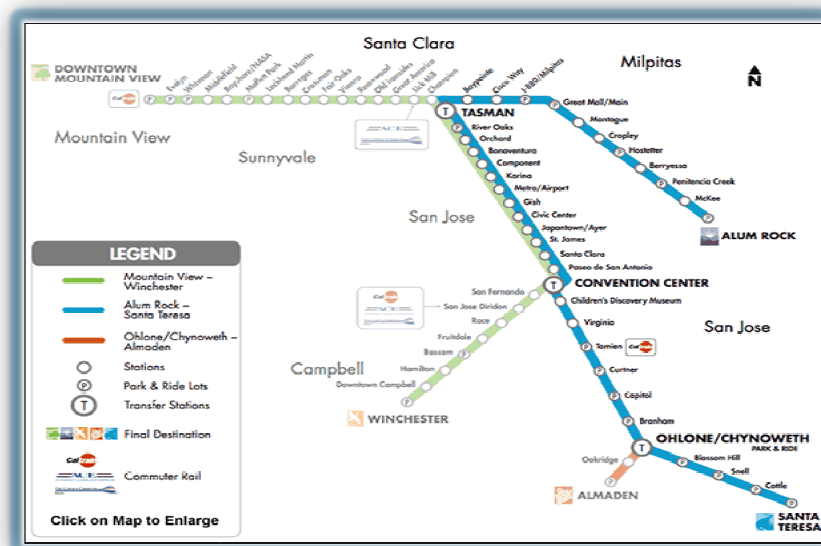 Santa Clara
Milpitas
N
DOWNTOWN
MOUNTAIN VIEW
Cal
Evelyn
Whisman
Middlefield
Bayshore/NASA
Moffett Park
Lockheed Martin
Borregas
Crossman
Fair Oaks
Vienna
Reamwood
Old Ironsides
Great America
Lick Mill
Champion
Baypointe
Cisco Way
I-880/Milpitas
Great Mall/Main
Montague
Cropley
Hostetter
Berryessa
Penitencia Creek
McKee
ALUM ROCK
Mountain View
Sunnyvale
ACE
T
TASMAN
River Oaks
Orchard
Bonaventura
Component
Karina
Metro/Airport
Gish
Civic Center
Japantown/Ayer
St. James
Santa Clara
Paseo de San Antonio
San Jose
T
CONVENTION CENTER
Children's Discovery Museum
Virginia
Tamien
Cal
Curtner
Capitol
Branham
San Jose
San Fernando
San Jose Diridon
Race
Fruitdale
Bascom
Hamilton
Downtown Campbell
WINCHESTER
Campbell
Cal
ACE
T
OHLONE/CHYNOWETH
PARK & RIDE
Blossom Hill
Snell
Cottle
SANTA
TERESA
Oakridge
ALMADEN
LEGEND
Mountain View –
Winchester
Alum Rock –
Santa Teresa
Ohlone/Chynoweth –
Almaden
Stations
P Park & Ride Lots
T Transfer Stations
Final Destination
Cal
ACE
Commuter Rail
Click on Map to Enlarge